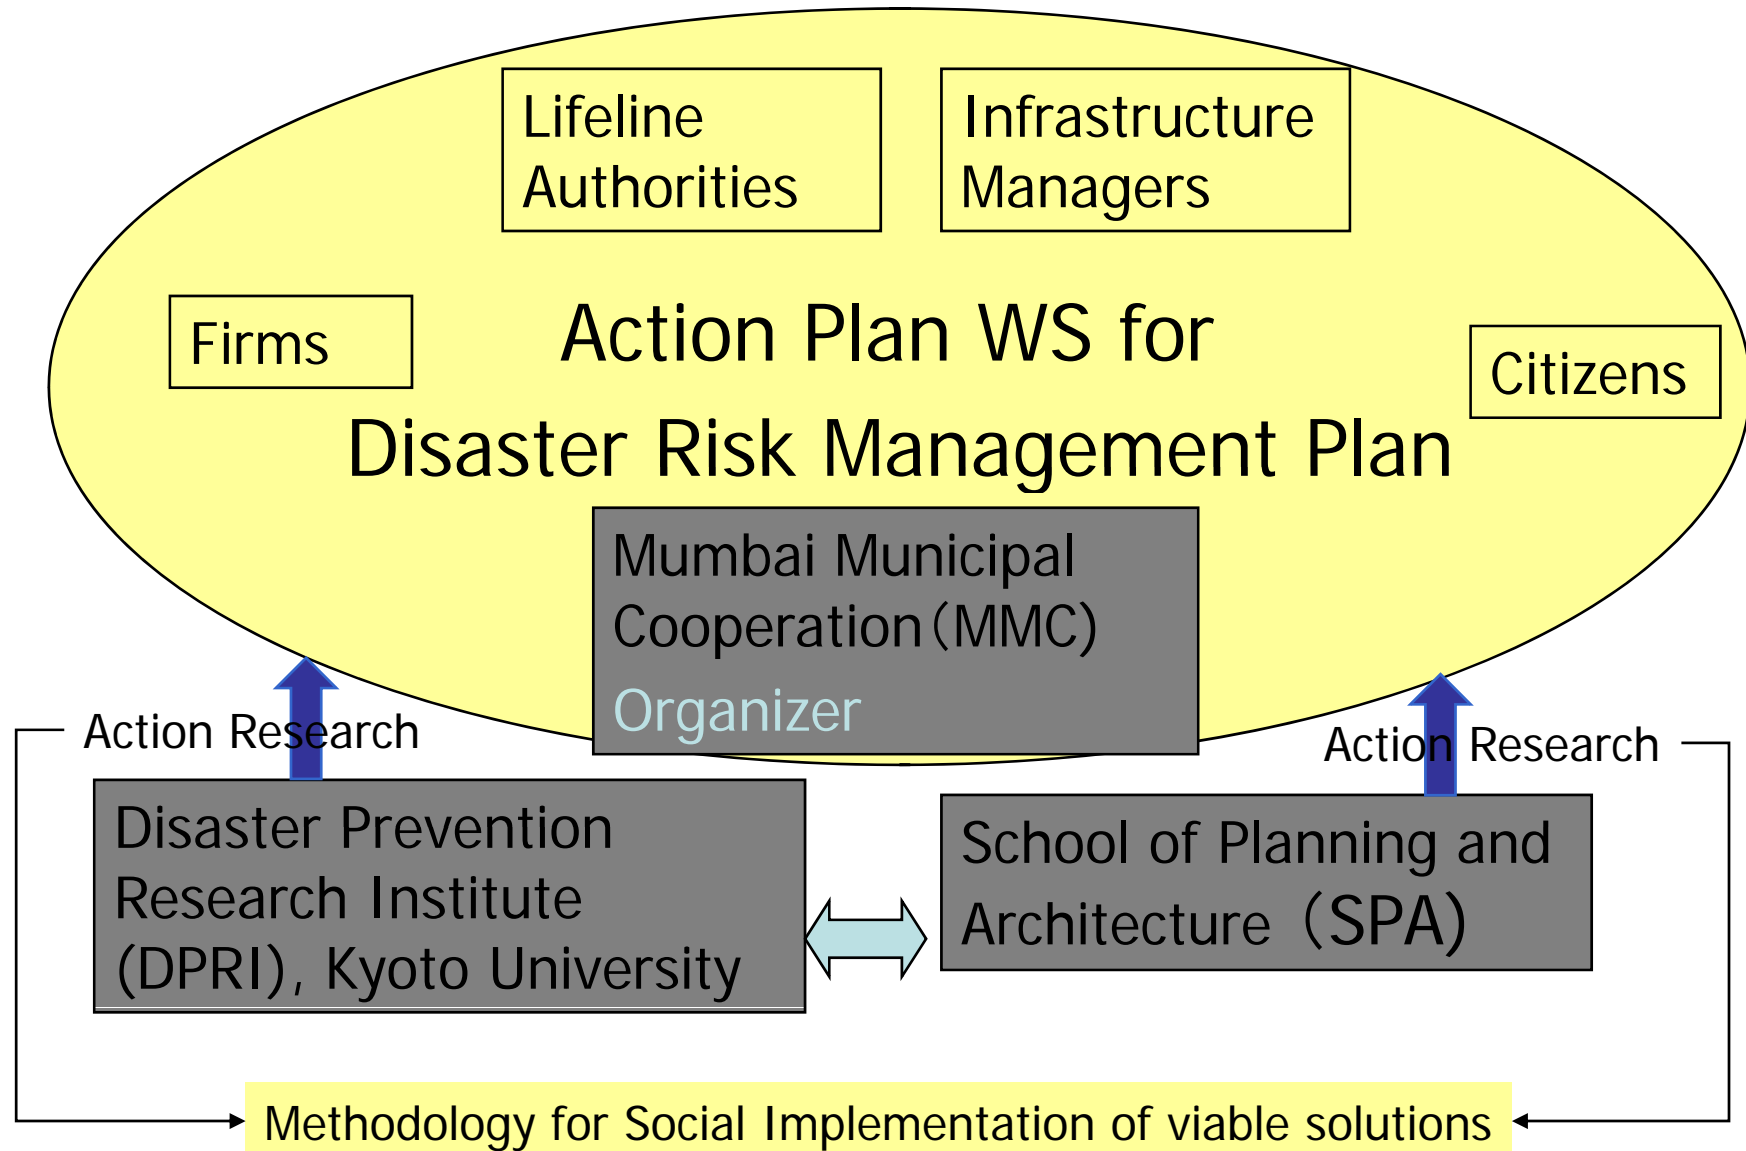 Lifeline
Authorities
Infrastructure
Managers
Firms
Action Plan WS for
Disaster Risk Management Plan
Citizens
Mumbai Municipal
Cooperation（MMC）
Organizer
Action Research
Action Research
Disaster Prevention
Research Institute
(DPRI), Kyoto University
School of Planning and
Architecture（SPA）
Methodology for Social Implementation of viable solutions